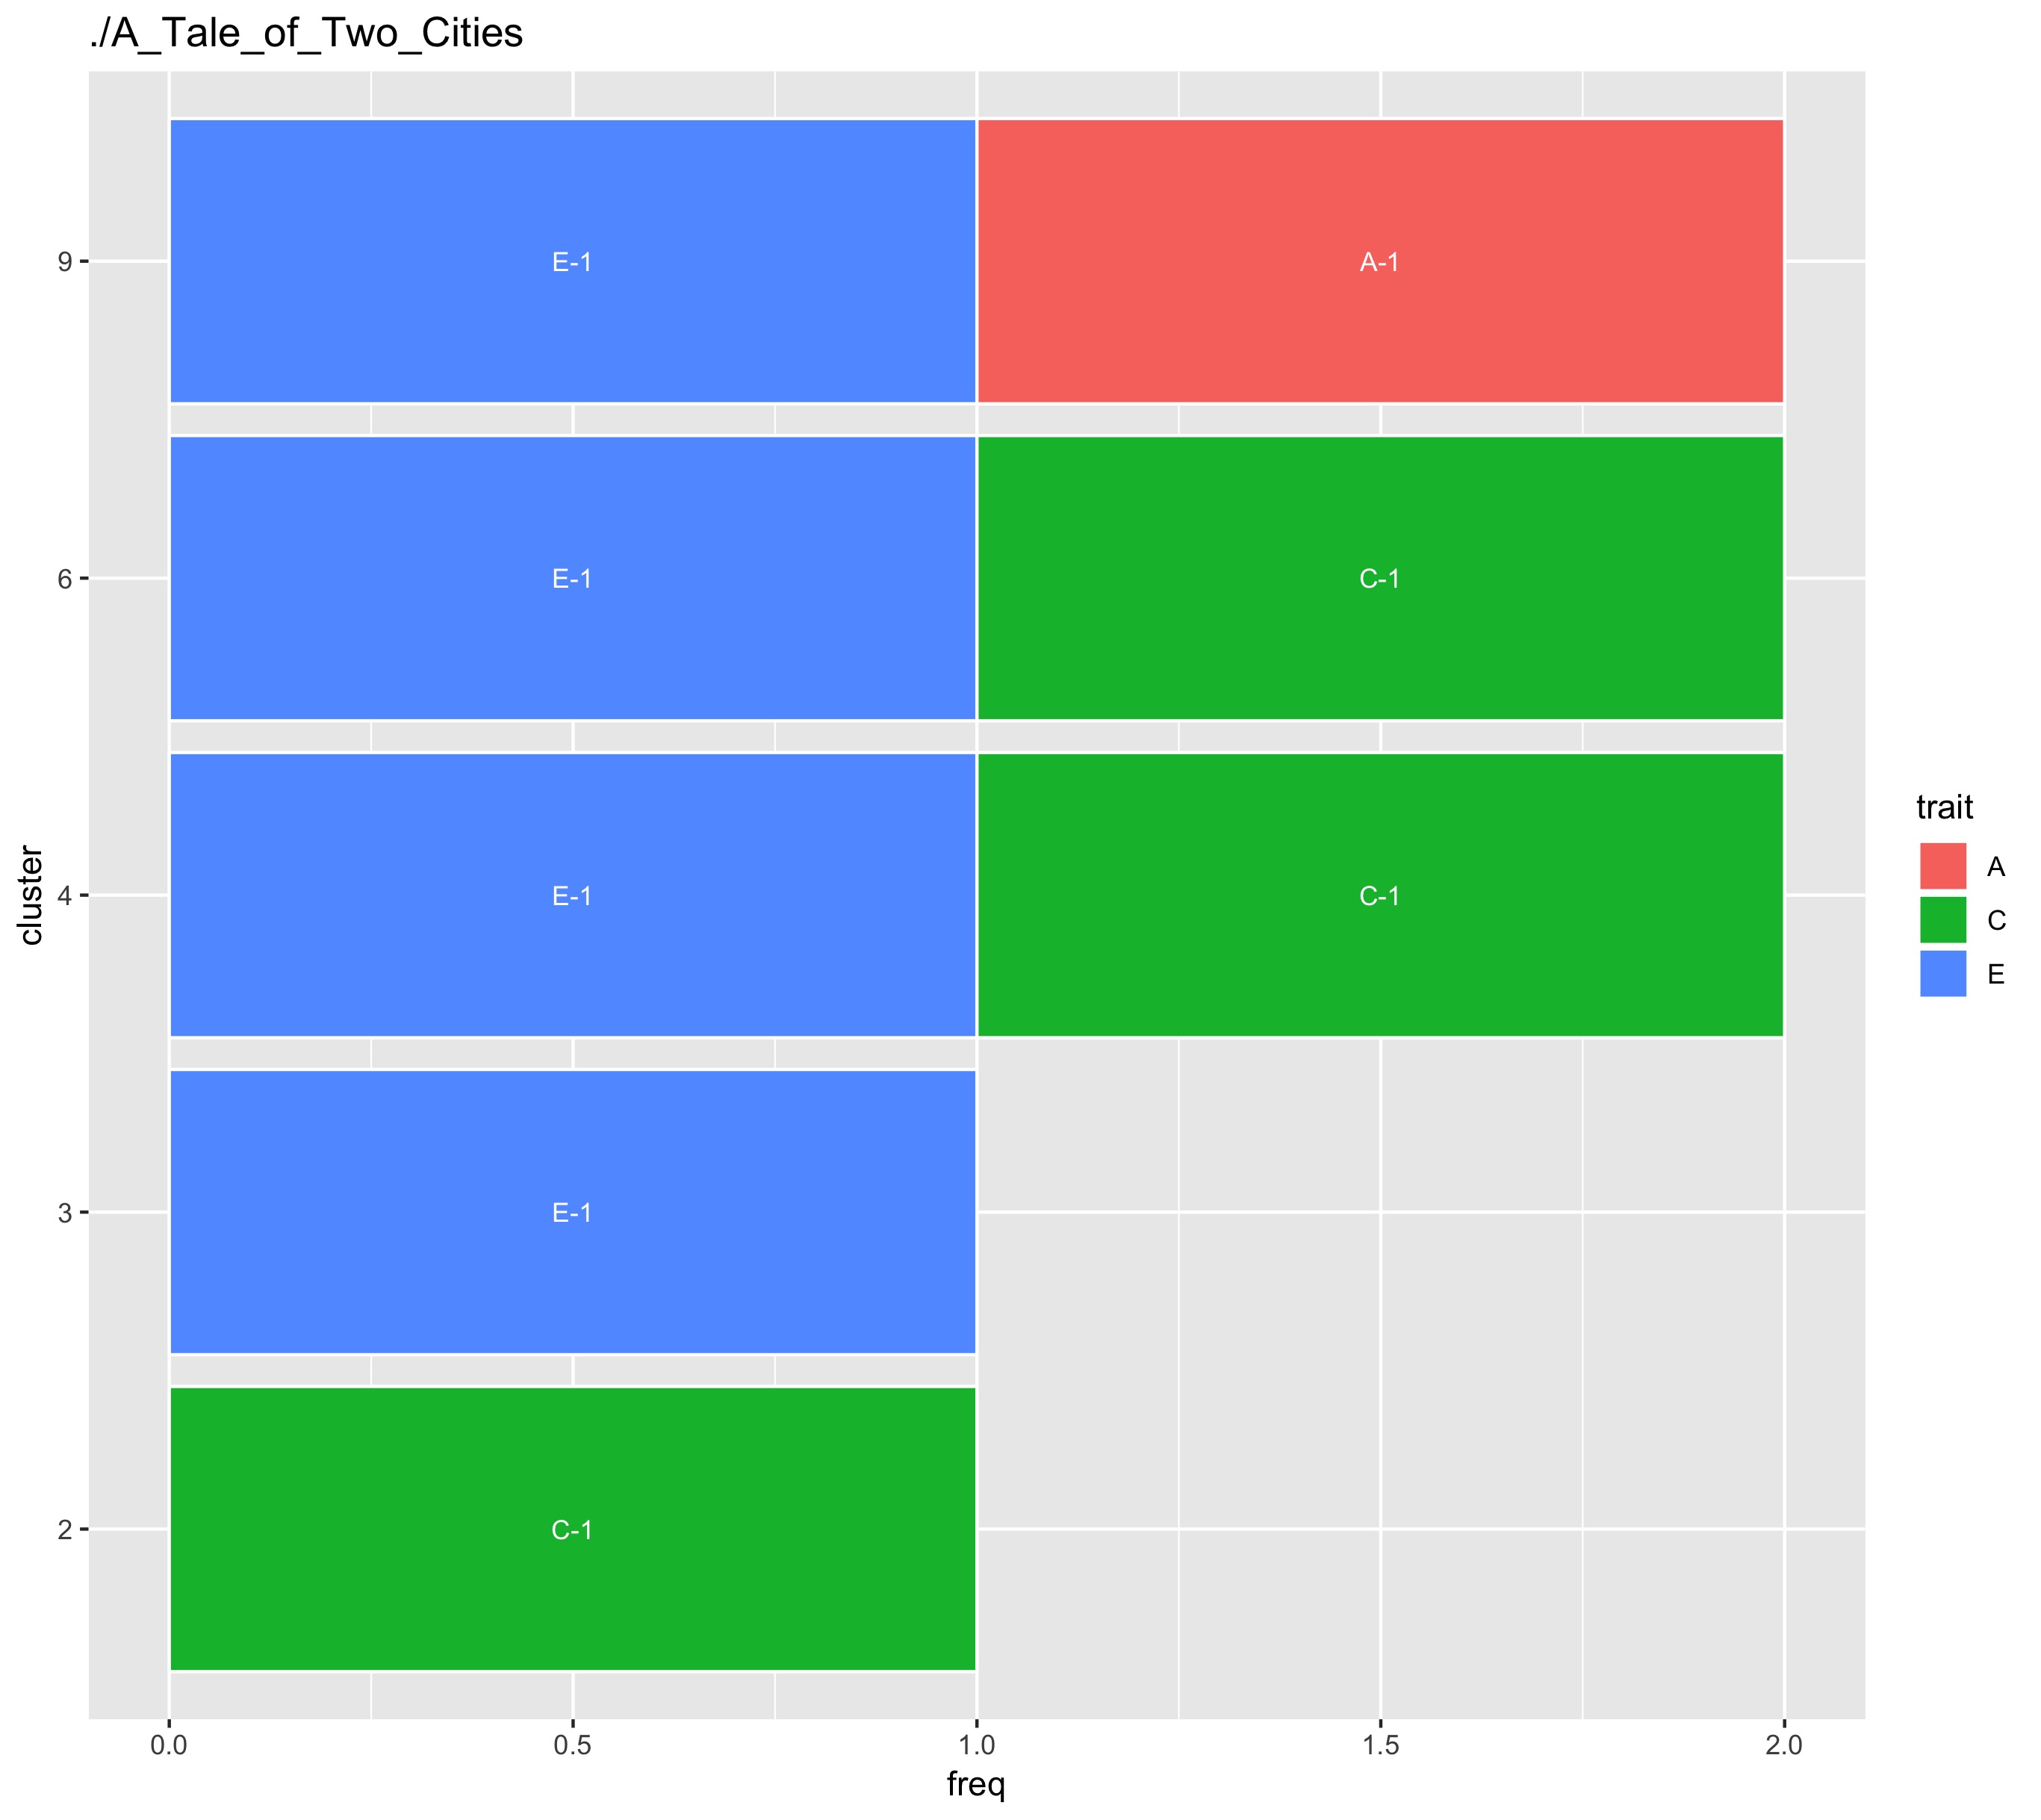 ./A_Tale_of_Two_Cities
cluster
9
E-1 A-1
6
E-1 C-1
4
E-1 C-1
3
E-1
2
C-1
0.0 0.5 1.0 1.5 2.0
freq
trait
A
C
E